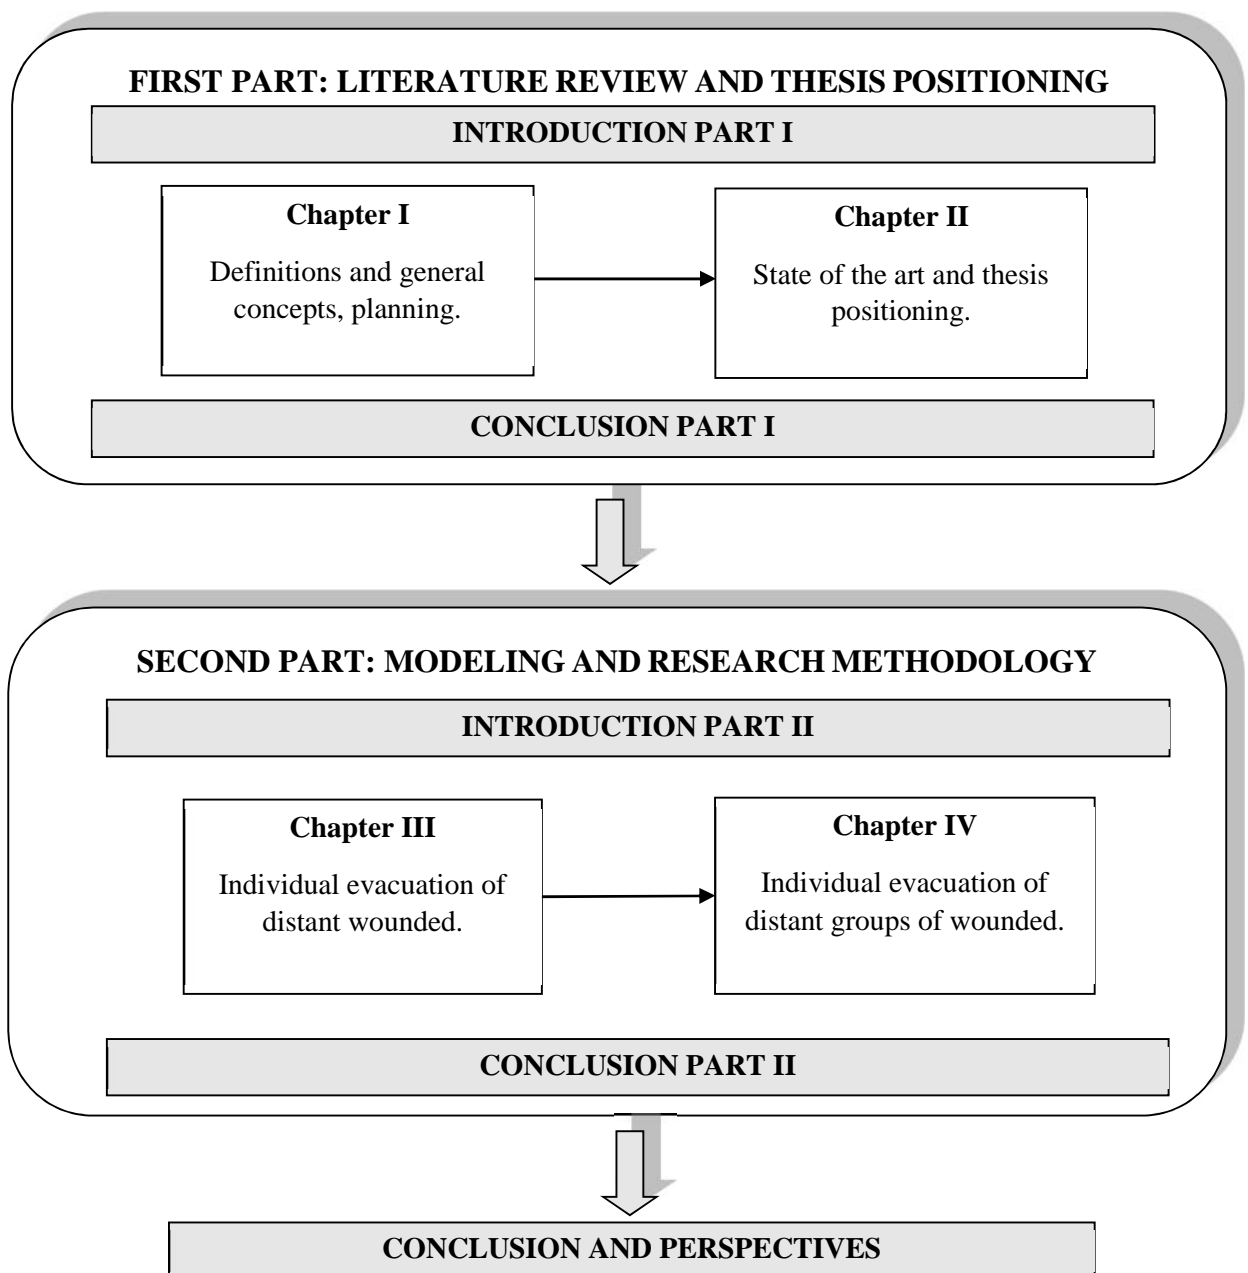 FIRST PART: LITERATURE REVIEW AND THESIS POSITIONING
INTRODUCTION PART I
Chapter I
Definitions and general
concepts, planning.
Chapter II
State of the art and thesis
positioning.
CONCLUSION PART I
SECOND PART: MODELING AND RESEARCH METHODOLOGY
INTRODUCTION PART II
Chapter III
Individual evacuation of
distant wounded.
Chapter IV
Individual evacuation of
distant groups of wounded.
CONCLUSION PART II
CONCLUSION AND PERSPECTIVES